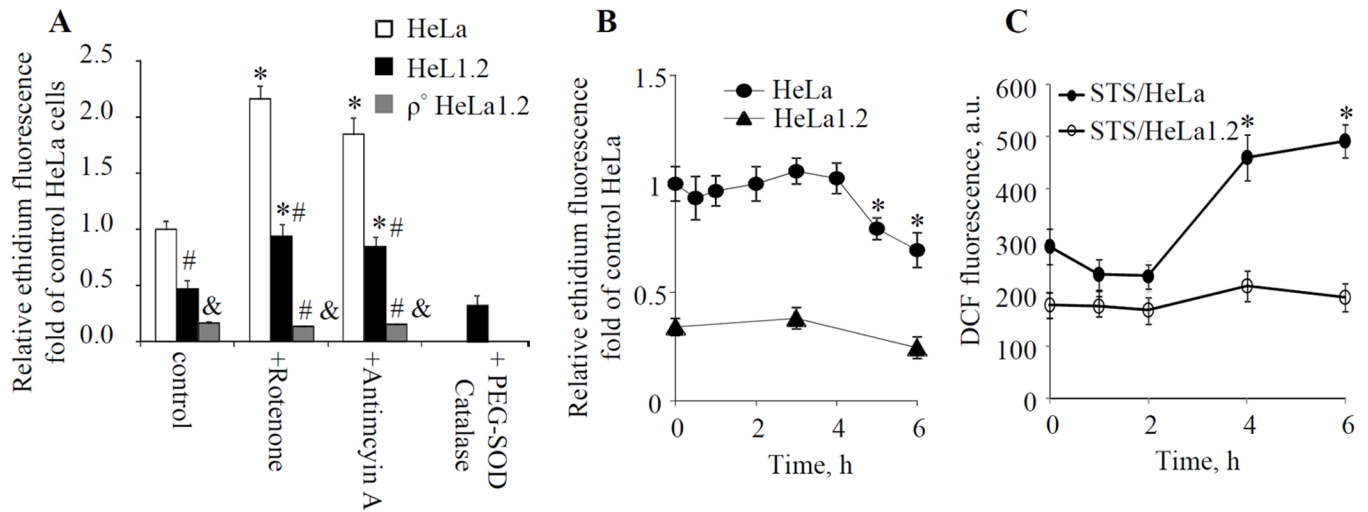 A
HeLa
HeL1.2
ρ° HeLa1.2
Relative ethidium fluorescence
fold of control HeLa cells
2.5
2.0
1.5
1.0
0.5
0.0
*
*
#
*#
*#
&
# &
# &
control
+Rotenone
+Antimcyin A
+ PEG-SOD
Catalase
B
HeLa
HeLa1.2
Relative ethidium fluorescence
fold of control HeLa
1.5
1
0.5
0
*
*
0
2
4
6
Time, h
C
STS/HeLa
STS/HeLa1.2
DCF fluorescence, a.u.
600
500
400
300
200
100
0
*
*
0
2
4
6
Time, h